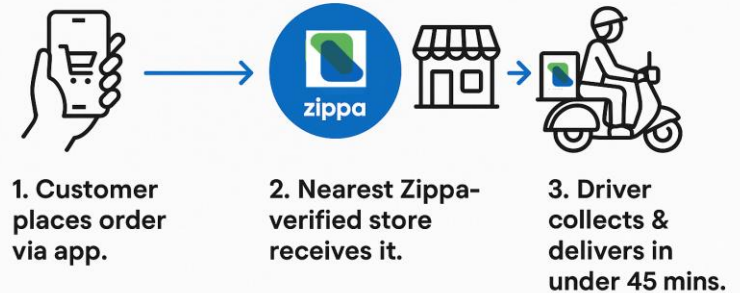 zippa
1. Customer
places order
via app.
2. Nearest Zippa-
verified store
receives it.
3. Driver
collects &
delivers in
under 45 mins.